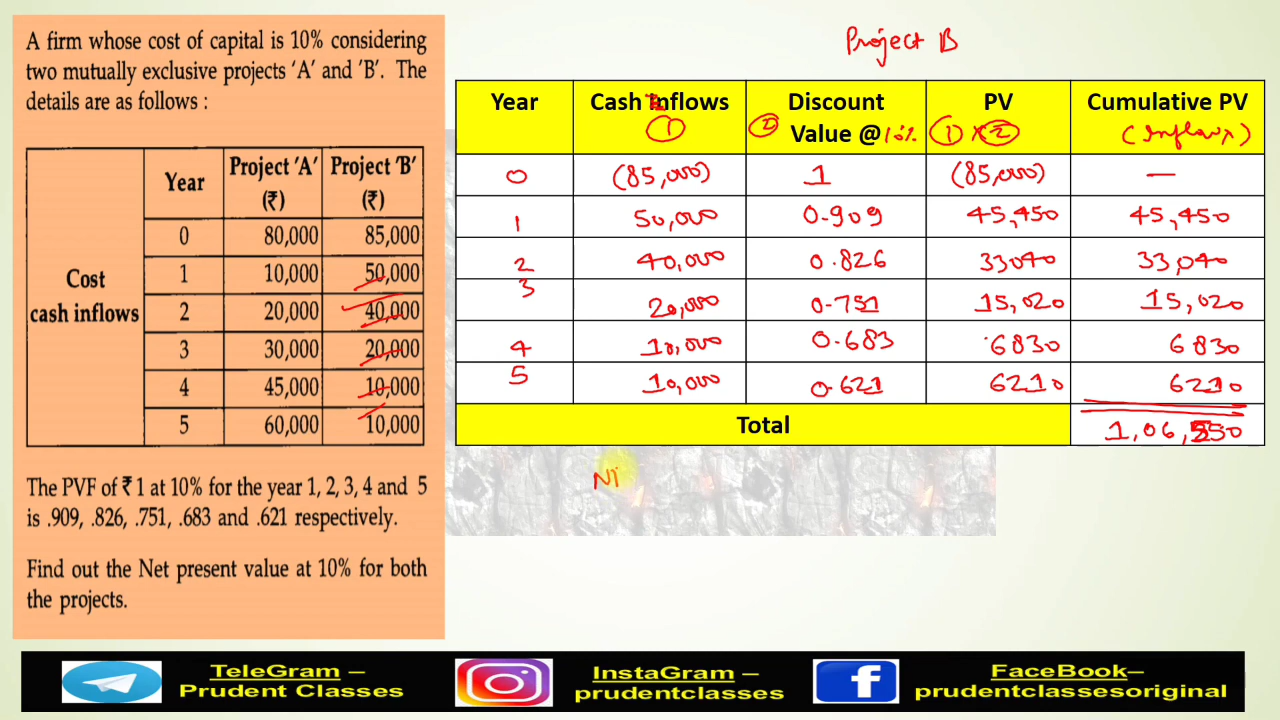 A firm whose cost of capital is 10% considering
two mutually exclusive projects 'A' and 'B'. The
details are as follows :
Cost
cash inflows
Year Project 'A' (₹) Project 'B' (₹)
0 80,000 85,000
1 10,000 50,000
2 20,000 40,000
3 30,000 20,000
4 45,000 10,000
5 60,000 10,000
The PVF of ₹ 1 at 10% for the year 1, 2, 3, 4 and 5
is .909, .826, .751, .683 and .621 respectively.
Find out the Net present value at 10% for both
the projects.
Project B
Year Cash Inflows Discount PV Cumulative PV
① ② Value @ 10% ① × ② (Inflows)
0 (85,000) 1 (85,000) —
1 50,000 0.909 45,450 45,450
2 40,000 0.826 33040 33,040
3 20,000 0.751 15,020 15,020
4 10,000 0.683 6830 6830
5 10,000 0.621 6210 6210
Total 1,06,550
TeleGram –
Prudent Classes
InstaGram –
prudentclasses
FaceBook–
prudentclassesoriginal